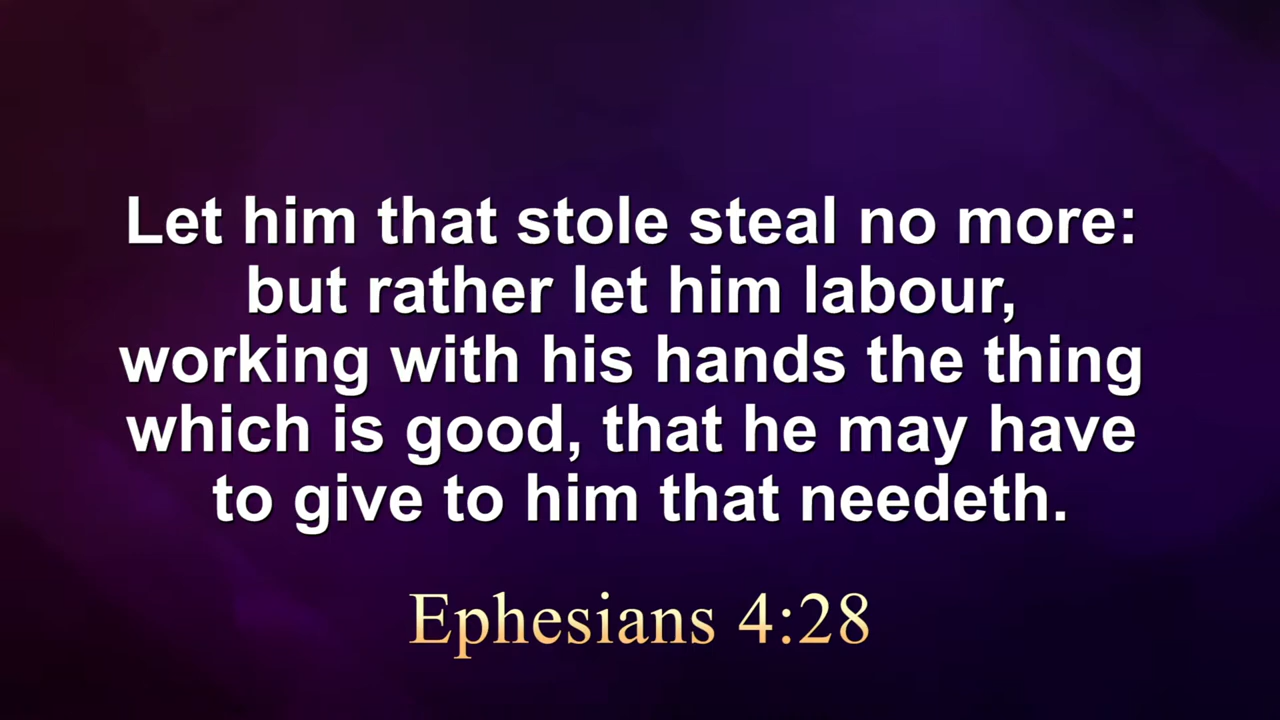 Let him that stole steal no more:
but rather let him labour,
working with his hands the thing
which is good, that he may have
to give to him that needeth.
Ephesians 4:28